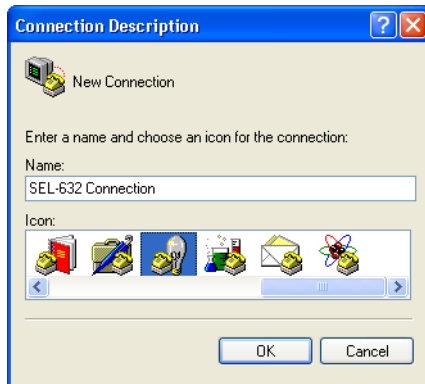 Connection Description
New Connection
Enter a name and choose an icon for the connection:
Name:
SEL-632 Connection
Icon:
OK Cancel